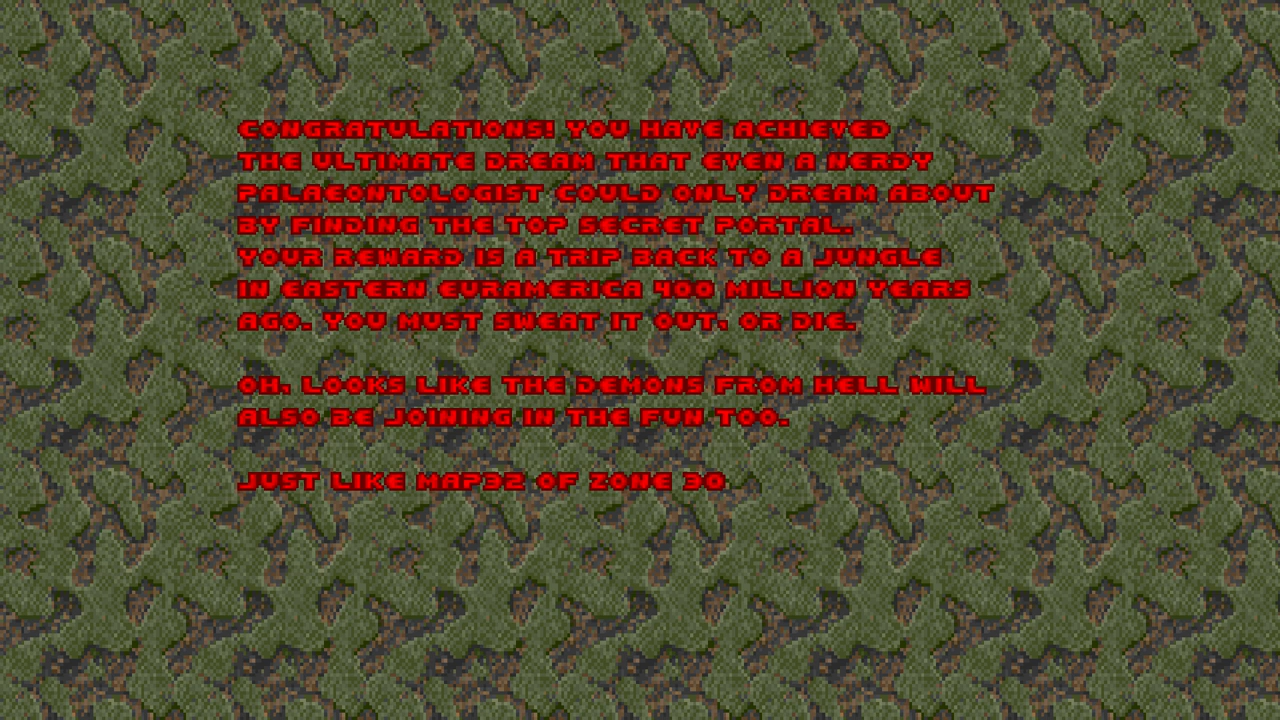 CONGRATULATIONS! YOU HAVE ACHIEVED
THE ULTIMATE DREAM THAT EVEN A NERDY
PALAEONTOLOGIST COULD ONLY DREAM ABOUT
BY FINDING THE TOP SECRET PORTAL.
YOUR REWARD IS A TRIP BACK TO A JUNGLE
IN EASTERN EURAMERICA 400 MILLION YEARS
AGO. YOU MUST SWEAT IT OUT, OR DIE.
OH, LOOKS LIKE THE DEMONS FROM HELL WILL
ALSO BE JOINING IN THE FUN TOO.
JUST LIKE MAP32 OF ZONE 30